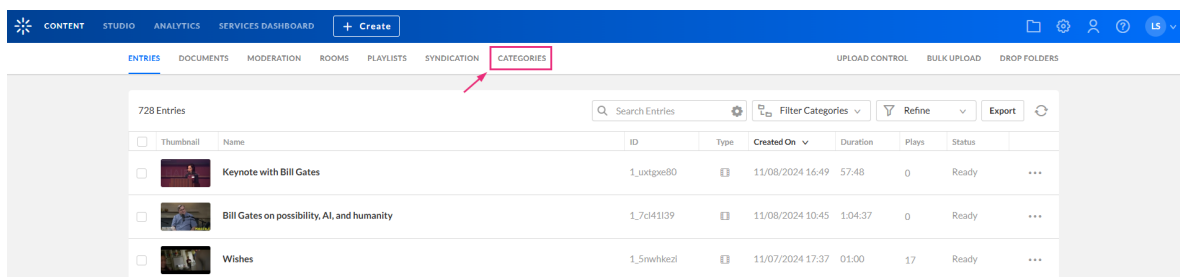 CONTENT STUDIO ANALYTICS SERVICES DASHBOARD + Create LS
ENTRIES DOCUMENTS MODERATION ROOMS PLAYLISTS SYNDICATION CATEGORIES UPLOAD CONTROL BULK UPLOAD DROP FOLDERS
728 Entries Search Entries Filter Categories Refine Export
Thumbnail Name ID Type Created On Duration Plays Status
Keynote with Bill Gates 1_uxtgxe80 11/08/2024 16:49 57:48 0 Ready
Bill Gates on possibility, AI, and humanity 1_7cl41l39 11/08/2024 10:45 1:04:37 0 Ready
Wishes 1_5nwhkezi 11/07/2024 17:37 01:00 17 Ready